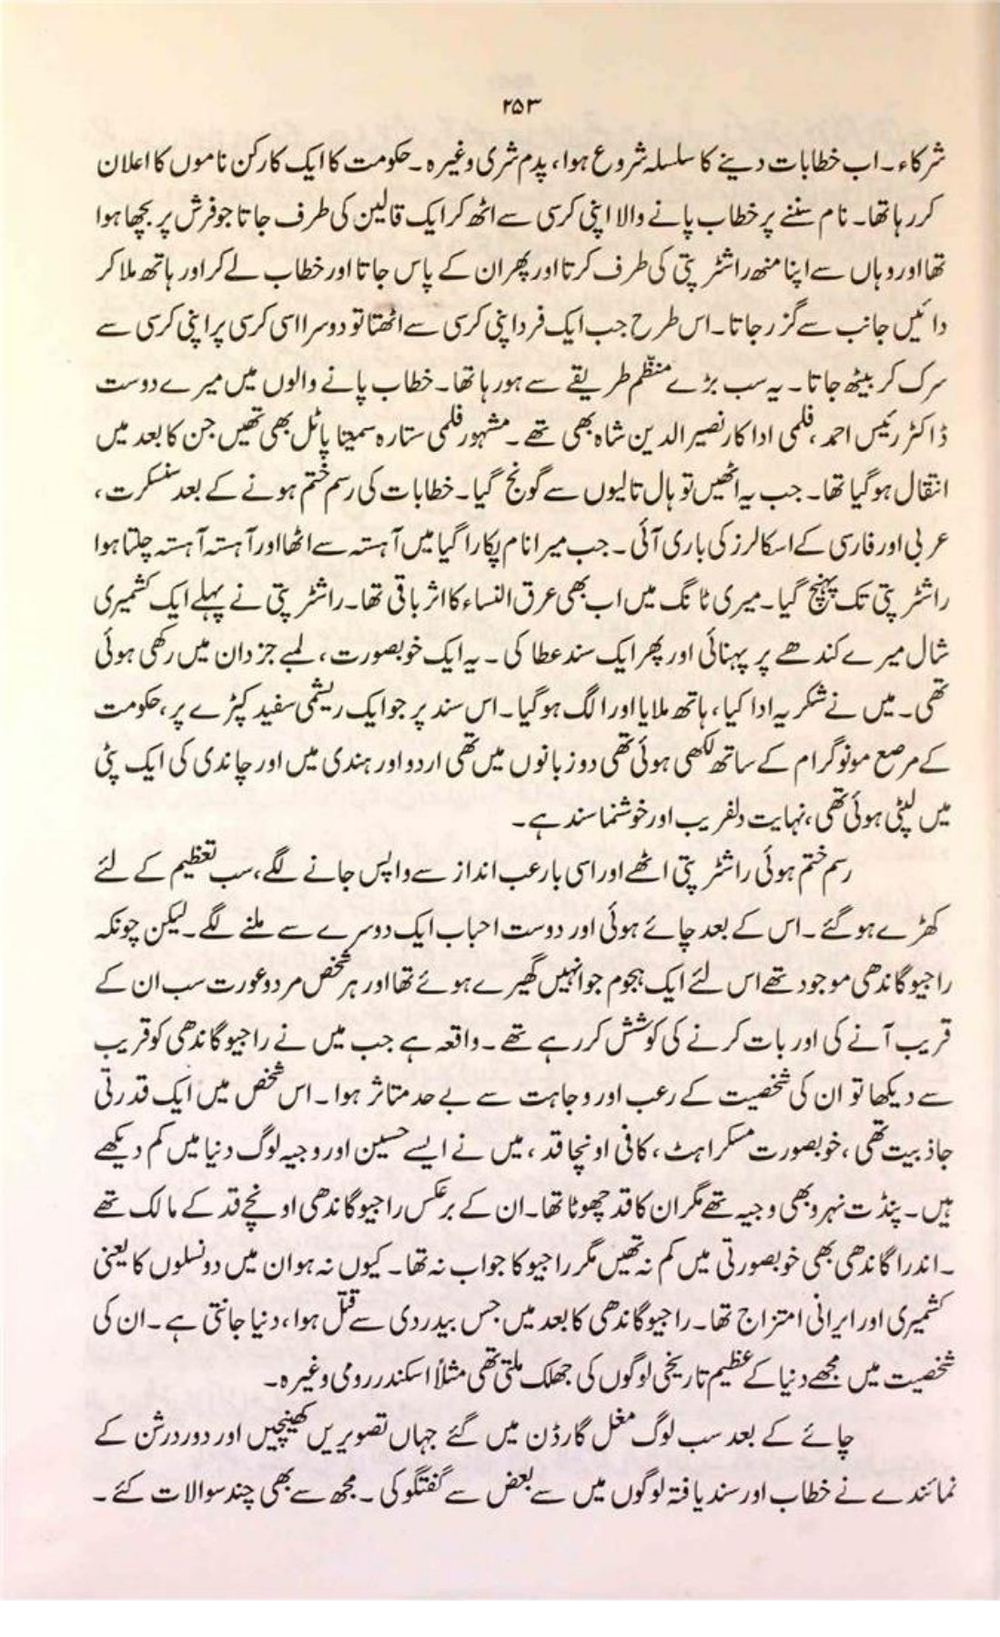 ۲۵۳
شرکاء۔ اب خطابات دینے کا سلسلہ شروع ہوا، پدم شری وغیرہ۔ حکومت کا ایک کارکن ناموں کا اعلان
کر رہا تھا۔ نام سننے پر خطاب پانے والا اپنی کرسی سے اٹھ کر ایک قالین کی طرف جاتا جو فرش پر بچھا ہوا
تھا اور وہاں سے اپنا منھ راشٹر پتی کی طرف کرتا اور پھر ان کے پاس جاتا اور خطاب لے کر اور ہاتھ ملا کر
دائیں جانب سے گزر جاتا۔ اس طرح جب ایک فرد اپنی کرسی سے اٹھتا تو دوسرا اسی کرسی پر اپنی کرسی سے
سرک کر بیٹھ جاتا۔ یہ سب بڑے منظّم طریقے سے ہو رہا تھا۔ خطاب پانے والوں میں میرے دوست
ڈاکٹر رئیس احمد، فلمی اداکار نصیر الدین شاہ بھی تھے۔ مشہور فلمی ستارہ سمیتا پاٹل بھی تھیں جن کا بعد میں
انتقال ہو گیا تھا۔ جب یہ اٹھیں تو ہال تالیوں سے گونج گیا۔ خطابات کی رسم ختم ہونے کے بعد سنسکرت،
عربی اور فارسی کے اسکالرز کی باری آئی۔ جب میرا نام پکارا گیا میں آہستہ سے اٹھا اور آہستہ آہستہ چلتا ہوا
راشٹر پتی تک پہنچ گیا۔ میری ٹانگ میں اب بھی عرق النساء کا اثر باقی تھا۔ راشٹر پتی نے پہلے ایک کشمیری
شال میرے کندھے پر پہنائی اور پھر ایک سند عطا کی۔ یہ ایک خوبصورت، لمبے جزدان میں رکھی ہوئی
تھی۔ میں نے شکریہ ادا کیا، ہاتھ ملایا اور الگ ہو گیا۔ اس سند پر جو ایک ریشمی سفید کپڑے پر، حکومت
کے مرصع مونوگرام کے ساتھ لکھی ہوئی تھی دو زبانوں میں تھی اردو اور ہندی میں اور چاندی کی ایک پٹی
میں لپٹی ہوئی تھی، نہایت دلفریب اور خوشنما سند ہے۔
رسم ختم ہوئی راشٹر پتی اٹھے اور اسی بارعب انداز سے واپس جانے لگے، سب تعظیم کے لئے
کھڑے ہو گئے۔ اس کے بعد چائے ہوئی اور دوست احباب ایک دوسرے سے ملنے لگے۔ لیکن چونکہ
راجیو گاندھی موجود تھے اس لئے ایک ہجوم جو انہیں گھیرے ہوئے تھا اور ہر شخص مرد و عورت سب ان کے
قریب آنے کی اور بات کرنے کی کوشش کر رہے تھے۔ واقعہ ہے جب میں نے راجیو گاندھی کو قریب
سے دیکھا تو ان کی شخصیت کے رعب اور وجاہت سے بے حد متاثر ہوا۔ اس شخص میں ایک قدرتی
جاذبیت تھی، خوبصورت مسکراہٹ، کافی اونچا قد، میں نے ایسے حسین اور وجیہ لوگ دنیا میں کم دیکھے
ہیں۔ پنڈت نہرو بھی وجیہ تھے مگر ان کا قد چھوٹا تھا۔ ان کے برعکس راجیو گاندھی اونچے قد کے مالک تھے
۔ اندرا گاندھی بھی خوبصورتی میں کم نہ تھیں مگر راجیو کا جواب نہ تھا۔ کیوں نہ ہو ان میں دو نسلوں کا یعنی
کشمیری اور ایرانی امتزاج تھا۔ راجیو گاندھی کا بعد میں جس بیدردی سے قتل ہوا، دنیا جانتی ہے۔ ان کی
شخصیت میں مجھے دنیا کے عظیم تاریخی لوگوں کی جھلک ملتی تھی مثلاً اسکندر رومی وغیرہ۔
چائے کے بعد سب لوگ مغل گارڈن میں گئے جہاں تصویریں کھینچیں اور دور درشن کے
نمائندے نے خطاب اور سند یافتہ لوگوں میں سے بعض سے گفتگو کی۔ مجھ سے بھی چند سوالات کئے۔